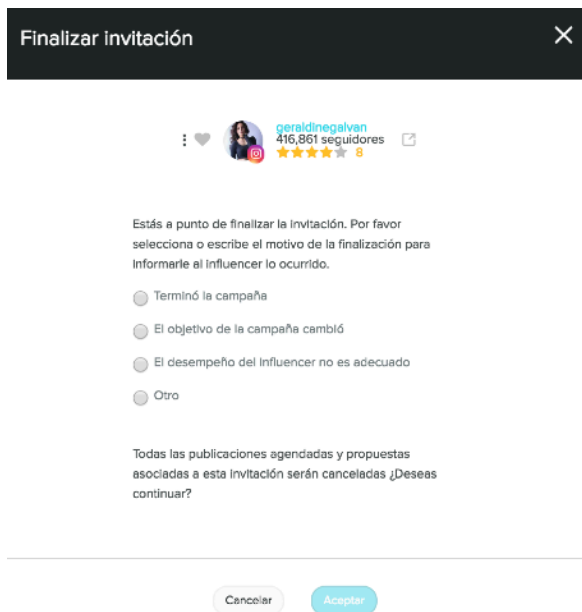 Finalizar invitación
geraldinegalvan
416,861 seguidores
8
Estás a punto de finalizar la invitación. Por favor
selecciona o escribe el motivo de la finalización para
informarle al influencer lo ocurrido.
Terminó la campaña
El objetivo de la campaña cambió
El desempeño del influencer no es adecuado
Otro
Todas las publicaciones agendadas y propuestas
asociadas a esta invitación serán canceladas ¿Deseas
continuar?
Cancelar
Aceptar